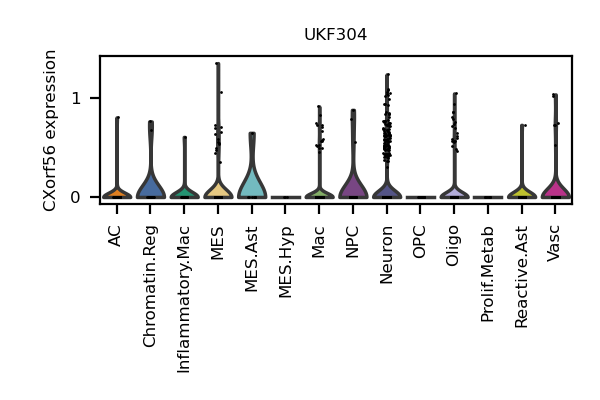 UKF304
CXorf56 expression
1
0
AC
Chromatin.Reg
Inflammatory.Mac
MES
MES.Ast
MES.Hyp
Mac
NPC
Neuron
OPC
Oligo
Prolif.Metab
Reactive.Ast
Vasc